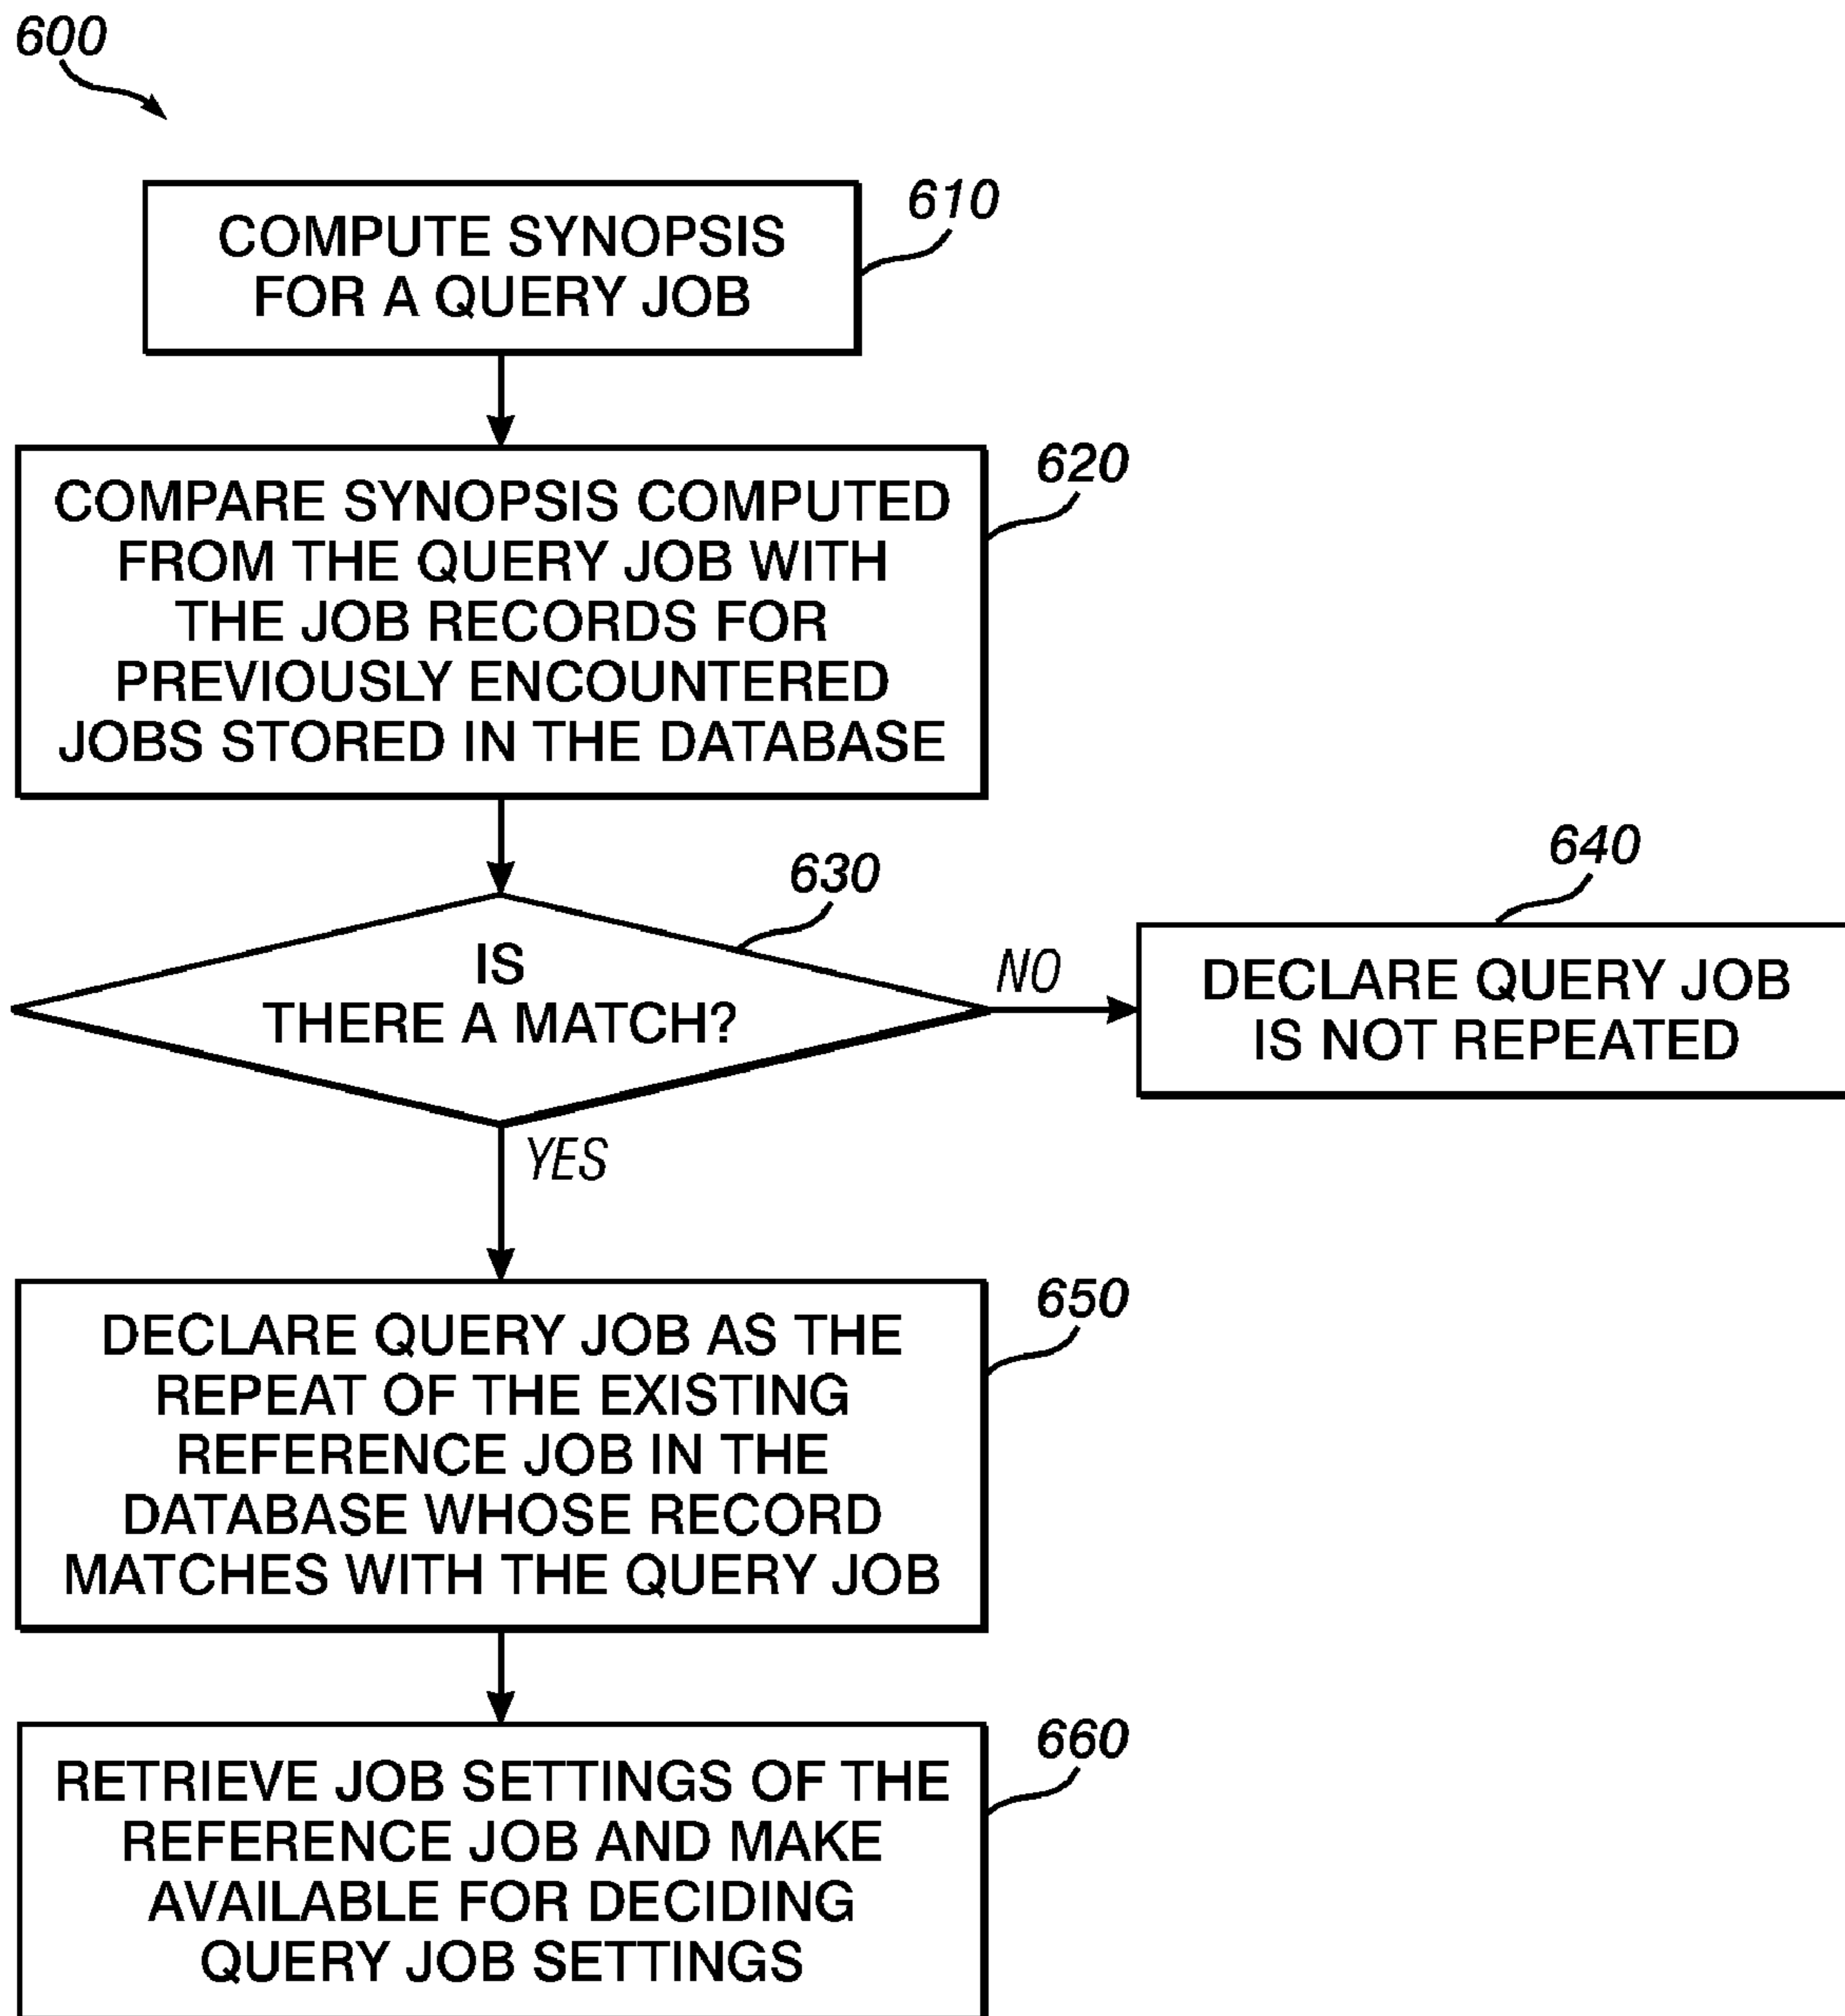 600
610
COMPUTE SYNOPSIS
FOR A QUERY JOB
620
COMPARE SYNOPSIS COMPUTED
FROM THE QUERY JOB WITH
THE JOB RECORDS FOR
PREVIOUSLY ENCOUNTERED
JOBS STORED IN THE DATABASE
630
IS
THERE A MATCH?
NO
640
DECLARE QUERY JOB
IS NOT REPEATED
YES
650
DECLARE QUERY JOB AS THE
REPEAT OF THE EXISTING
REFERENCE JOB IN THE
DATABASE WHOSE RECORD
MATCHES WITH THE QUERY JOB
660
RETRIEVE JOB SETTINGS OF THE
REFERENCE JOB AND MAKE
AVAILABLE FOR DECIDING
QUERY JOB SETTINGS